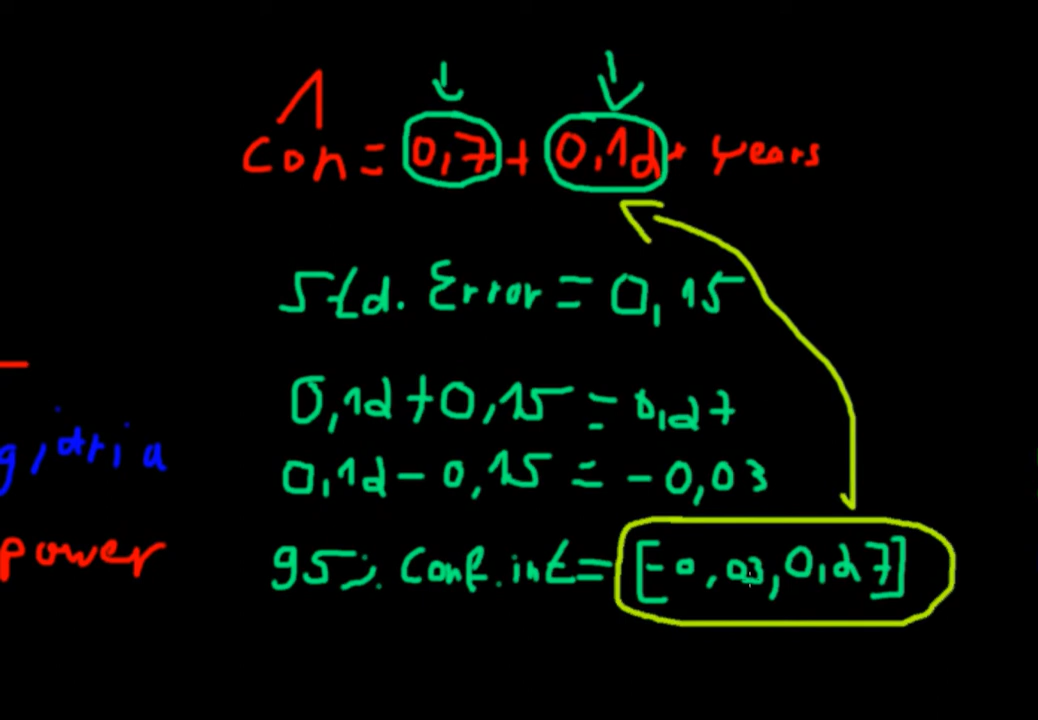 Con = 0,7 + 0,12 * years
Std. Error = 0,15
0,12 + 0,15 = 0,27
0,12 - 0,15 = -0,03
95% Conf. int = [-0,03, 0,27]
power